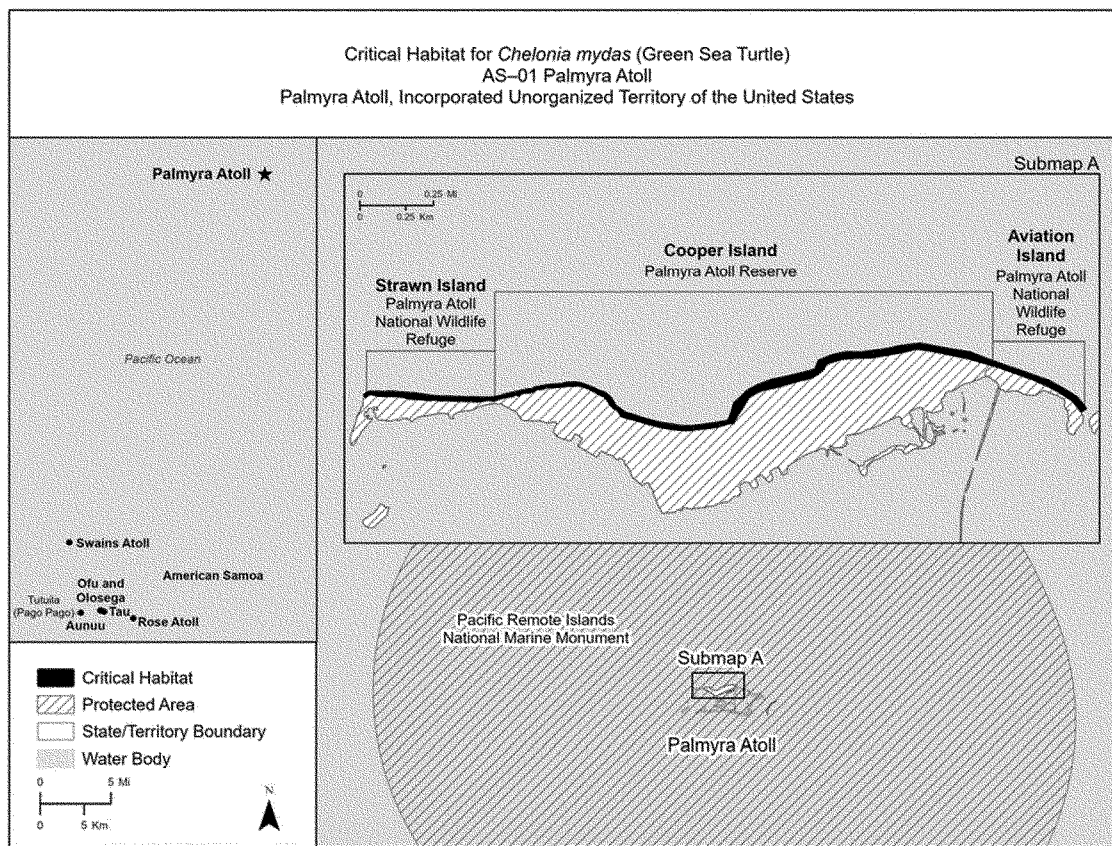 Critical Habitat for Chelonia mydas (Green Sea Turtle)
AS–01 Palmyra Atoll
Palmyra Atoll, Incorporated Unorganized Territory of the United States
Palmyra Atoll
Pacific Ocean
Swains Atoll
American Samoa
Ofu and
Olosega
Tutuila
(Pago Pago)
Tau
Aunuu
Rose Atoll
Submap A
0 0.25 Mi
0 0.25 Km
Strawn Island
Palmyra Atoll
National Wildlife
Refuge
Cooper Island
Palmyra Atoll Reserve
Aviation
Island
Palmyra Atoll
National
Wildlife
Refuge
Pacific Remote Islands
National Marine Monument
Submap A
Palmyra Atoll
Critical Habitat
Protected Area
State/Territory Boundary
Water Body
0 5 Mi
0 5 Km
N